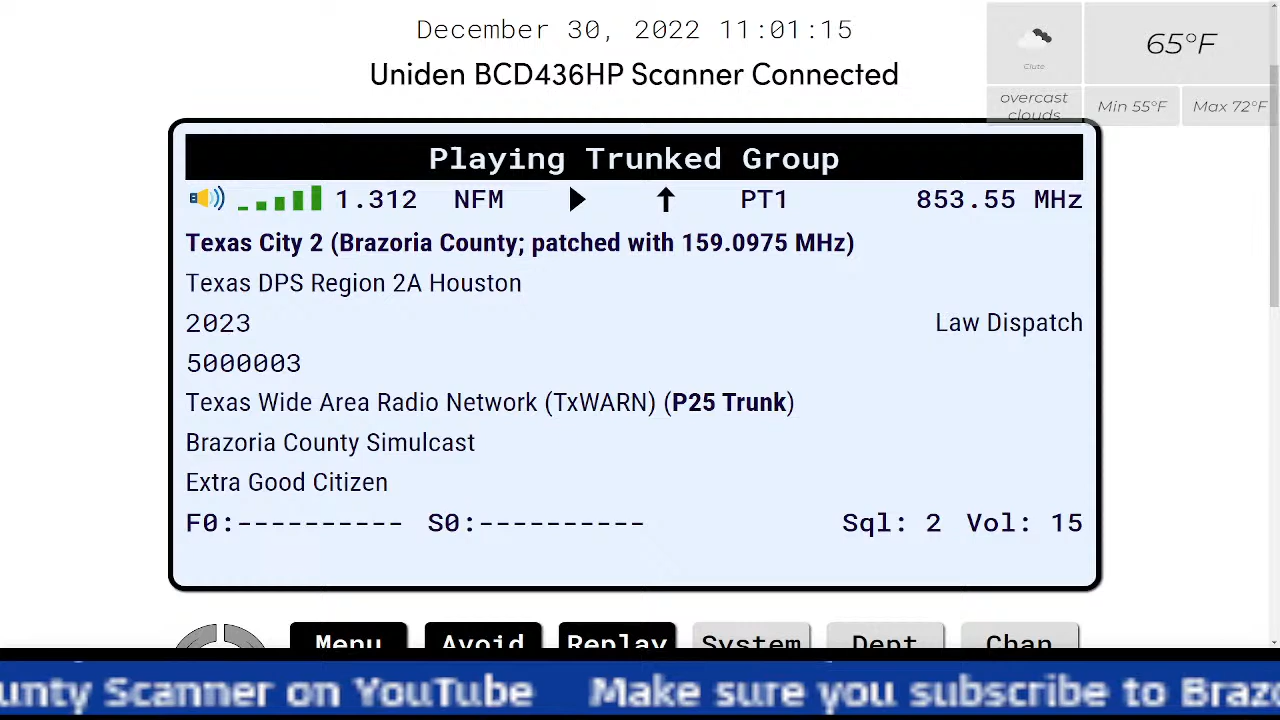 December 30, 2022 11:01:15
Uniden BCD436HP Scanner Connected
Clute
65°F
overcast
clouds
Min 55°F
Max 72°F
Playing Trunked Group
1.312 NFM PT1 853.55 MHz
Texas City 2 (Brazoria County; patched with 159.0975 MHz)
Texas DPS Region 2A Houston
2023 Law Dispatch
5000003
Texas Wide Area Radio Network (TxWARN) (P25 Trunk)
Brazoria County Simulcast
Extra Good Citizen
F0:---------- S0:---------- Sql: 2 Vol: 15
Menu Avoid Replay System Dept Chan
unty Scanner on YouTube Make sure you subscribe to Brazo